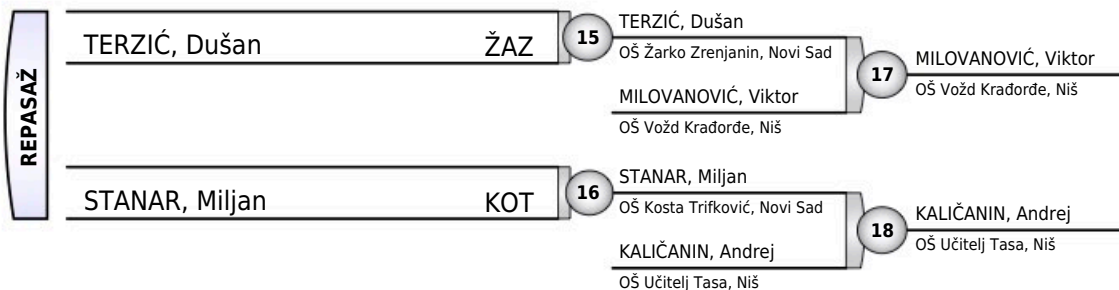 REPASAŽ
TERZIĆ, Dušan ŽAZ
15
TERZIĆ, Dušan
OŠ Žarko Zrenjanin, Novi Sad
MILOVANOVIĆ, Viktor
OŠ Vožd Krađorđe, Niš
17
MILOVANOVIĆ, Viktor
OŠ Vožd Krađorđe, Niš
STANAR, Miljan KOT
16
STANAR, Miljan
OŠ Kosta Trifković, Novi Sad
KALIČANIN, Andrej
OŠ Učitelj Tasa, Niš
18
KALIČANIN, Andrej
OŠ Učitelj Tasa, Niš